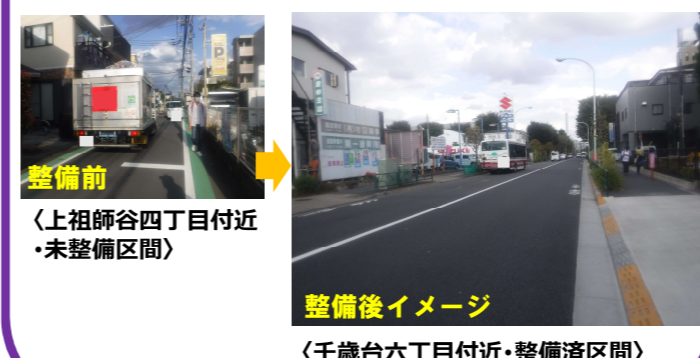 整備前
〈上祖師谷四丁目付近
・未整備区間〉
P
整備後イメージ
〈千歳台六丁目付近・整備済区間〉